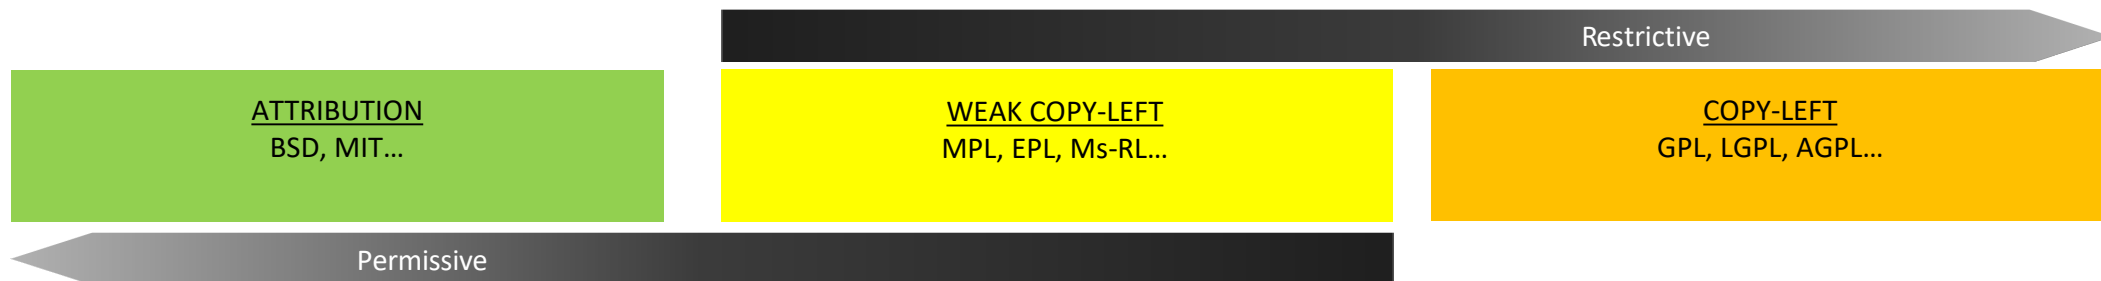 Restrictive
ATTRIBUTION
BSD, MIT...
WEAK COPY-LEFT
MPL, EPL, Ms-RL...
COPY-LEFT
GPL, LGPL, AGPL...
Permissive